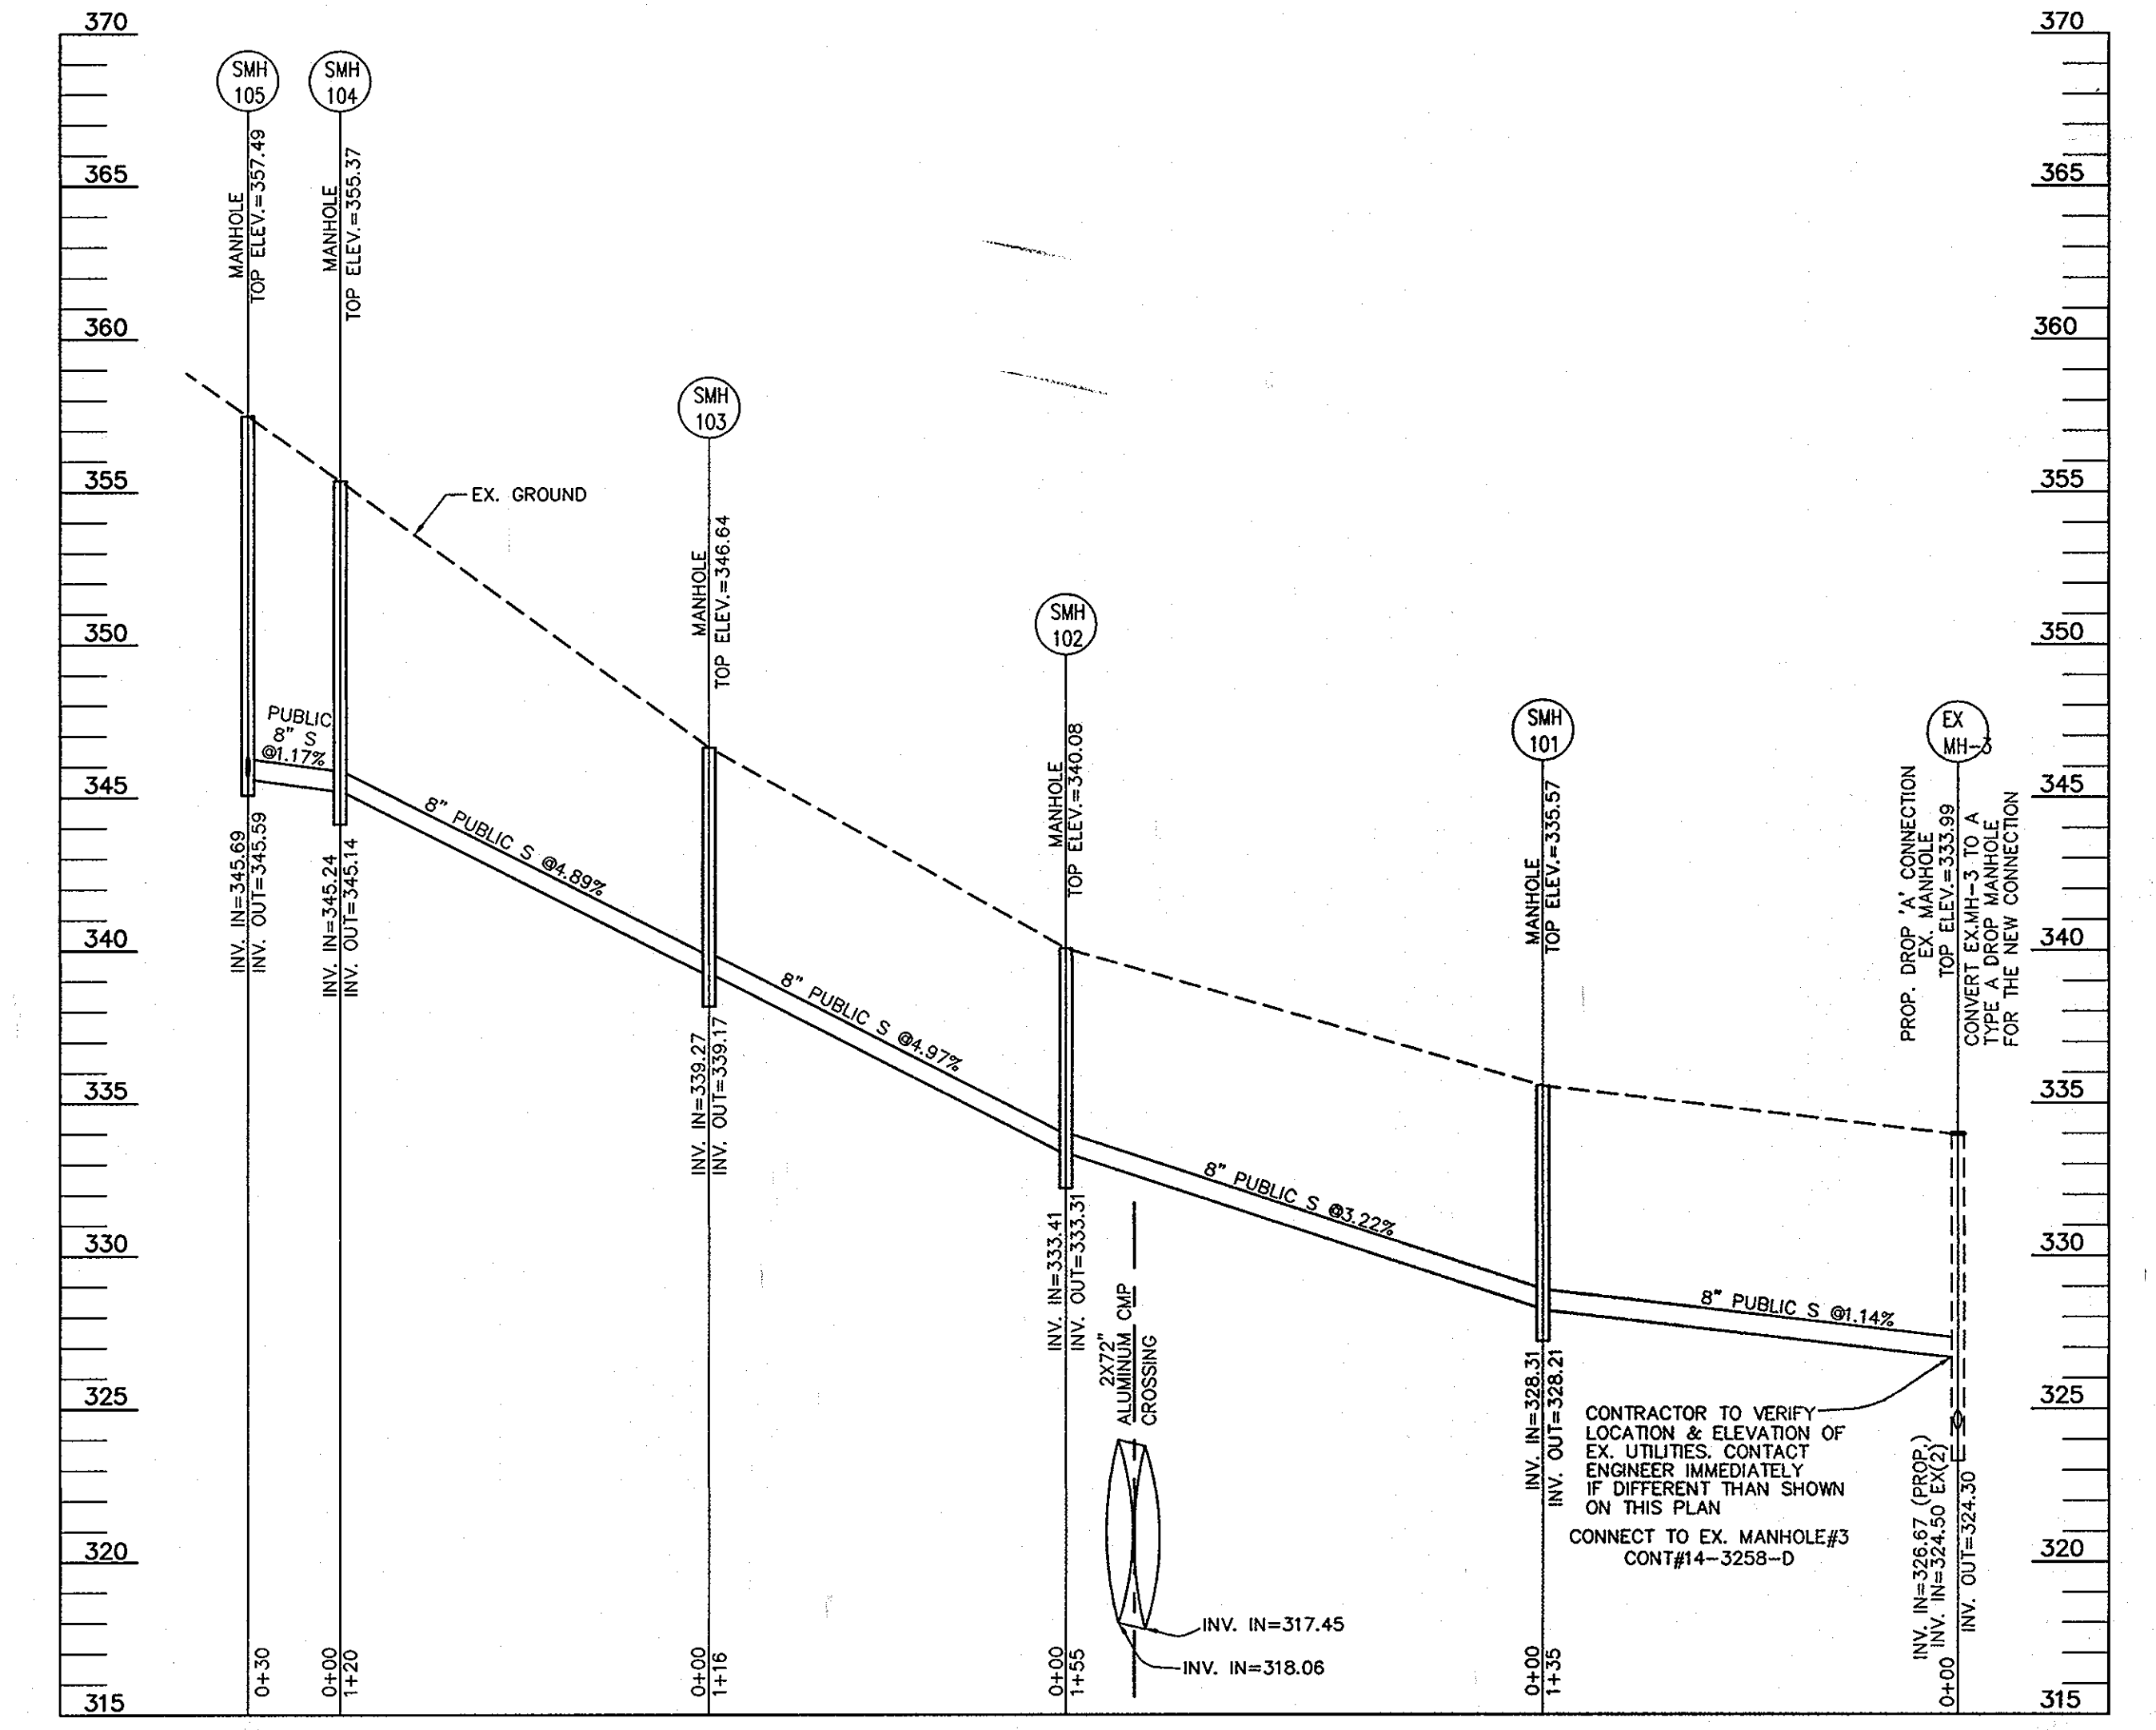 370
365
360
355
350
345
340
335
330
325
320
315
SMH
105
MANHOLE
TOP ELEV.=357.49
INV. IN=345.69
INV. OUT=345.59
0+30
PUBLIC
8" S
@1.17%
SMH
104
MANHOLE
TOP ELEV.=355.37
INV. IN=345.24
INV. OUT=345.14
0+00
1+20
EX. GROUND
8" PUBLIC S @4.89%
SMH
103
MANHOLE
TOP ELEV.=346.64
INV. IN=339.27
INV. OUT=339.17
0+00
1+16
8" PUBLIC S @4.97%
SMH
102
MANHOLE
TOP ELEV.=340.08
INV. IN=333.41
INV. OUT=333.31
0+00
1+55
2X72"
ALUMINUM CMP
CROSSING
INV. IN=317.45
INV. IN=318.06
8" PUBLIC S @3.22%
SMH
101
MANHOLE
TOP ELEV.=335.57
INV. IN=328.31
INV. OUT=328.21
0+00
1+35
8" PUBLIC S @1.14%
CONTRACTOR TO VERIFY
LOCATION & ELEVATION OF
EX. UTILITIES. CONTACT
ENGINEER IMMEDIATELY
IF DIFFERENT THAN SHOWN
ON THIS PLAN
CONNECT TO EX. MANHOLE#3
CONT#14-3258-D
EX
MH-3
PROP. DROP 'A' CONNECTION
EX. MANHOLE
TOP ELEV.=333.99
CONVERT EX.MH-3 TO A
TYPE A DROP MANHOLE
FOR THE NEW CONNECTION
INV. IN=326.67 (PROP.)
INV. IN=324.50 EX(2)
INV. OUT=324.30
0+00
370
365
360
355
350
345
340
335
330
325
320
315